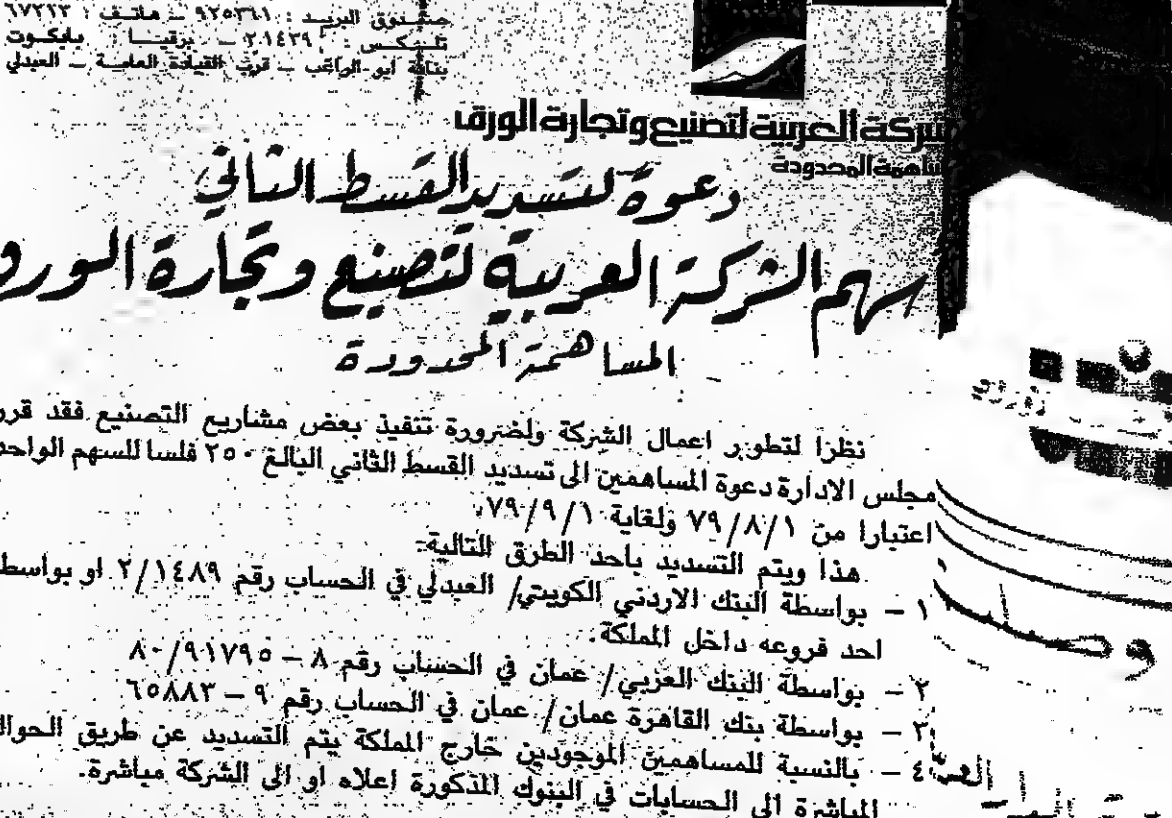 صندوق البريد : ٩٢٥٣٦١ – هاتف : ٦٧٢١٣
تلكس : ٢١٤٣٩ – برقيا : بابكوت
بناية ابو الراغب – قرب القيادة العامة – العبدلي
شركة العربية لتصنيع وتجارة الورق
ساهمة المحدودة
دعوة لتسديد القسط الثاني
سهم الشركة العربية لتصنيع وتجارة الورق
المساهمة المحدودة
نظرا لتطور اعمال الشركة ولضرورة تنفيذ بعض مشاريع التصنيع فقد قرر
مجلس الادارة دعوة المساهمين الى تسديد القسط الثاني البالغ ٢٥٠ فلسا للسهم الواحد
اعتبارا من ٧٩/٨/١ ولغاية ٧٩/٩/١.
هذا ويتم التسديد باحد الطرق التالية:
١ – بواسطة البنك الاردني الكويتي/ العبدلي في الحساب رقم ٢/١٤٨٩ او بواسطة
احد فروعه داخل المملكة.
٢ – بواسطة البنك العربي/ عمان في الحساب رقم ٨ – ٨٠/٩١٧٩٥
٣ – بواسطة بنك القاهرة عمان/ عمان في الحساب رقم ٩ – ٦٥٨٨٣
٤ – بالنسبة للمساهمين الموجودين خارج المملكة يتم التسديد عن طريق الحوالة
المباشرة الى الحسابات في البنوك المذكورة اعلاه او الى الشركة مباشرة.